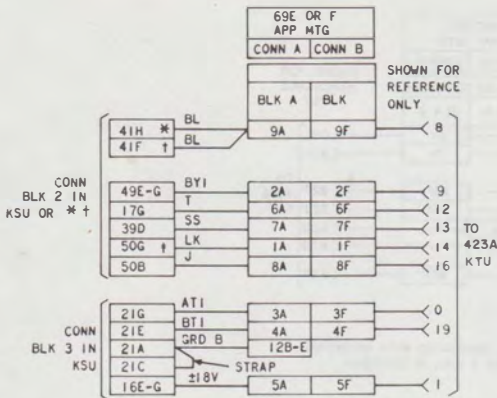 69E OR F
APP MTG
CONN A CONN B
SHOWN FOR
REFERENCE
ONLY
BLK A BLK
41H * BL 9A 9F 8
41F † BL
CONN
BLK 2 IN
KSU OR * †
49E-G BY1 2A 2F 9
17G T 6A 6F 12
39D SS 7A 7F 13
50G † LK 1A 1F 14
50B J 8A 8F 16
TO
423A
KTU
21G AT1 3A 3F 0
21E BT1 4A 4F 19
21A GRD B 12B-E
21C STRAP
16E-G ±18V 5A 5F 1
CONN
BLK 3 IN
KSU